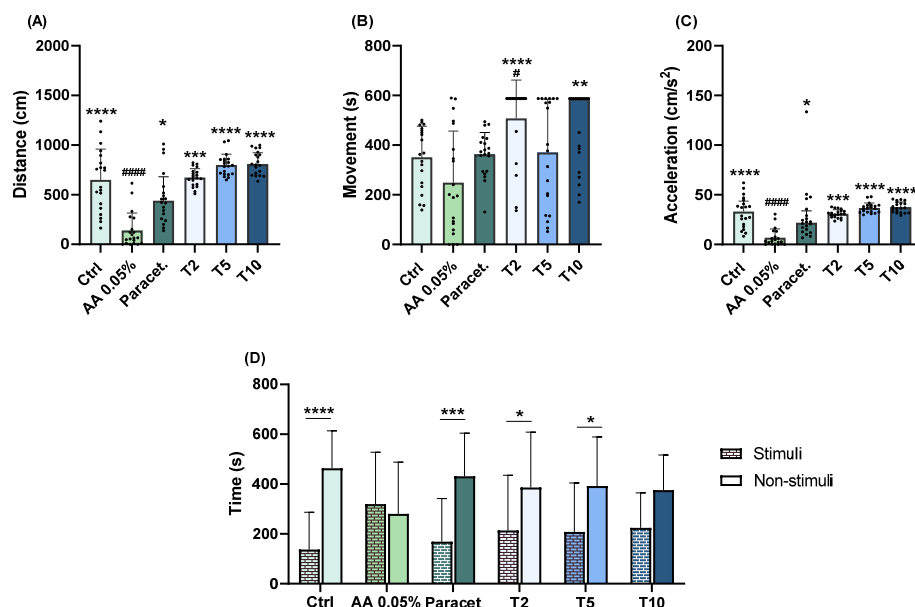 (A)
Distance (cm)
2000
1500
1000
500
0
****
####
*
***
****
****
Ctrl
AA 0.05%
Paracet.
T2
T5
T10
(B)
Movement (s)
800
600
400
200
0
****
#
**
Ctrl
AA 0.05%
Paracet.
T2
T5
T10
(C)
Acceleration (cm/s²)
200
150
100
50
0
****
####
*
***
****
****
Ctrl
AA 0.05%
Paracet.
T2
T5
T10
(D)
Time (s)
800
600
400
200
0
****
***
*
*
Ctrl
AA 0.05%
Paracet
T2
T5
T10
Stimuli
Non-stimuli